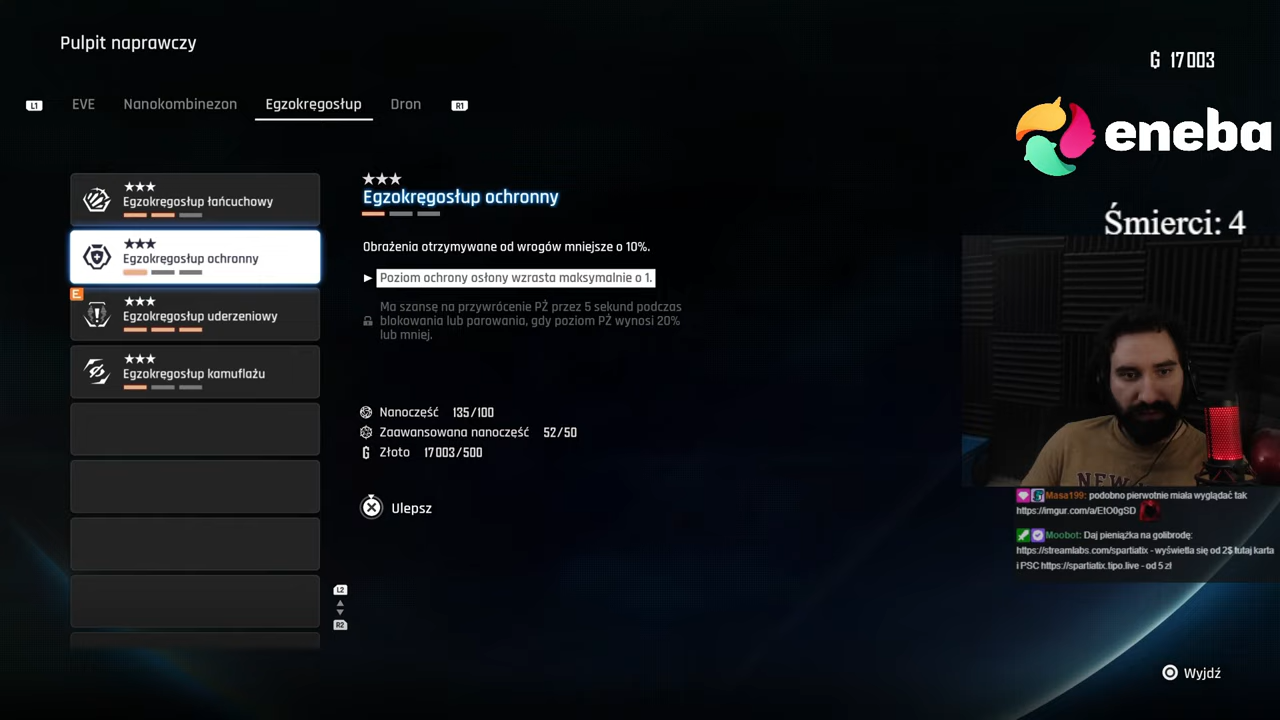 Pulpit naprawczy
₲ 17 003
L1 EVE Nanokombinezon Egzokręgosłup Dron R1
eneba
★★★
Egzokręgosłup łańcuchowy
★★★
Egzokręgosłup ochronny
E
★★★
Egzokręgosłup uderzeniowy
★★★
Egzokręgosłup kamuflażu
★★★
Egzokręgosłup ochronny
Obrażenia otrzymywane od wrogów mniejsze o 10%.
Poziom ochrony osłony wzrasta maksymalnie o 1.
Ma szansę na przywrócenie PŻ przez 5 sekund podczas
blokowania lub parowania, gdy poziom PŻ wynosi 20%
lub mniej.
Nanoczęść 135/100
Zaawansowana nanoczęść 52/50
₲ Złoto 17 003/500
Ulepsz
L2
R2
Śmierci: 4
NEW
Masa199: podobno pierwotnie miała wyglądać tak
https://imgur.com/a/EtO0gSD
Moobot: Daj pieniążka na golibrodę:
https://streamlabs.com/spartiatix - wyświetla się od 2$ tutaj karta
i PSC https://spartiatix.tipo.live - od 5 zł
Wyjdź